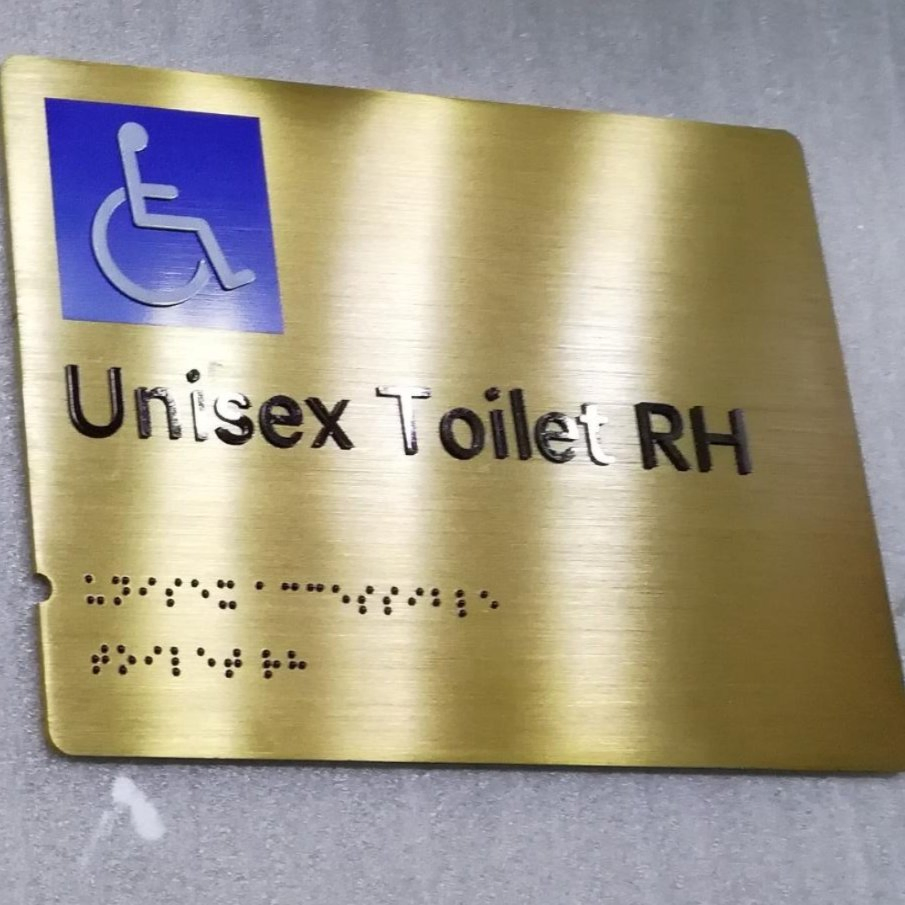 Unisex Toilet RH
⠥⠝⠊⠎⠑⠭
⠞⠕⠊⠇⠑⠞ ⠗⠓